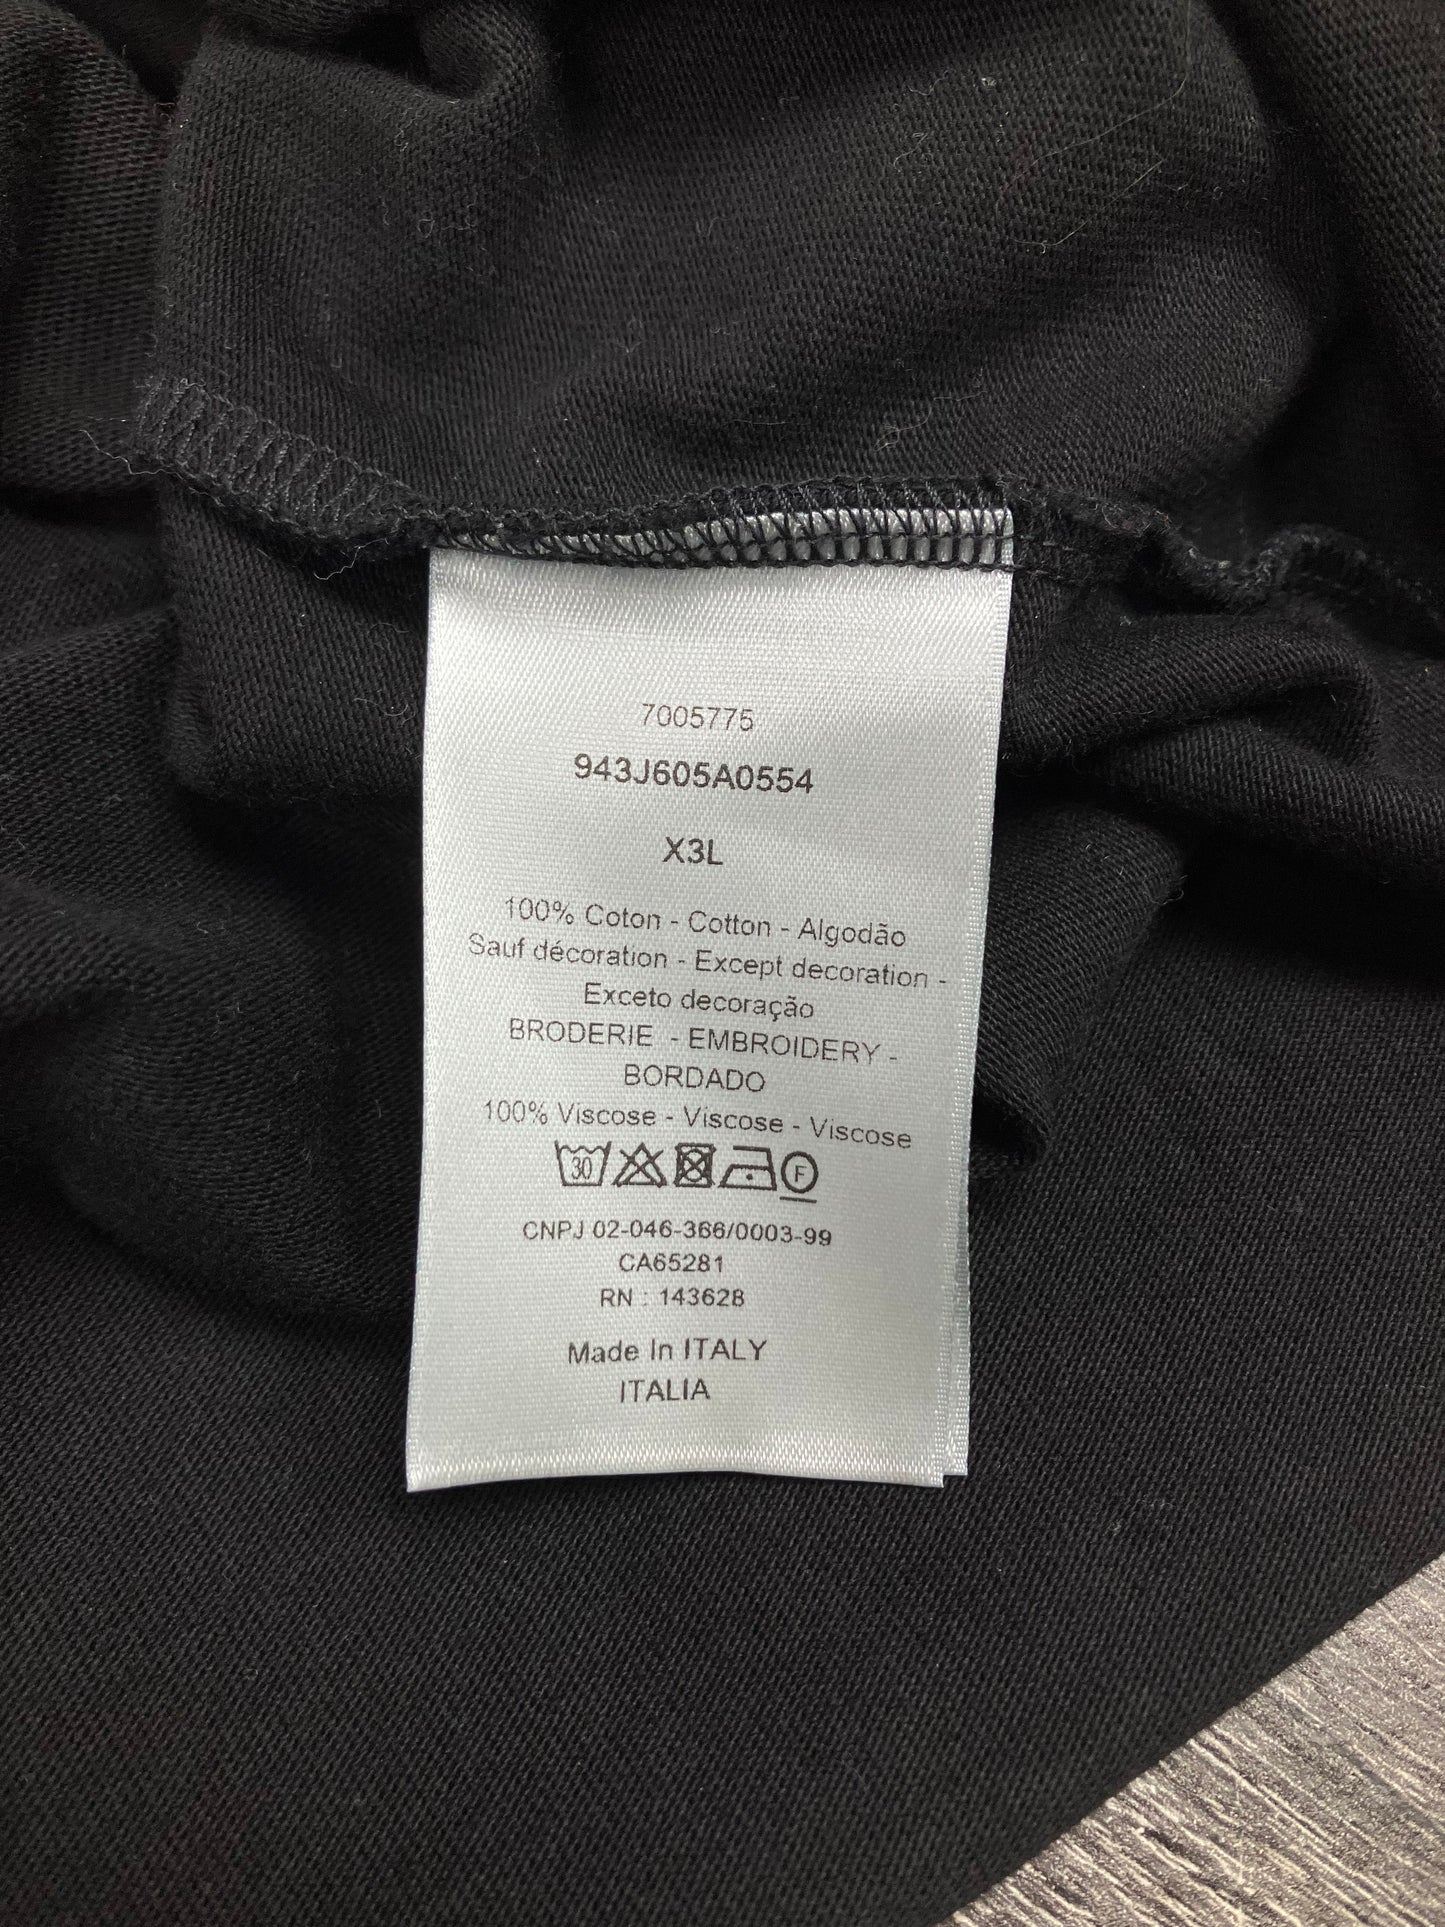 7005775
943J605A0554
X3L
100% Coton - Cotton - Algodão
Sauf décoration - Except decoration -
Exceto decoração
BRODERIE - EMBROIDERY -
BORDADO
100% Viscose - Viscose - Viscose
30 F
CNPJ 02-046-366/0003-99
CA65281
RN : 143628
Made In ITALY
ITALIA